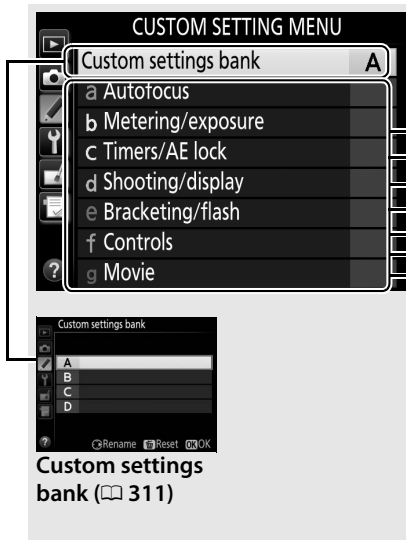 CUSTOM SETTING MENU
Custom settings bank A
a Autofocus
b Metering/exposure
c Timers/AE lock
d Shooting/display
e Bracketing/flash
f Controls
g Movie
?
Custom settings bank
A
B
C
D
? Rename Reset OK OK
Custom settings
bank (📖 311)